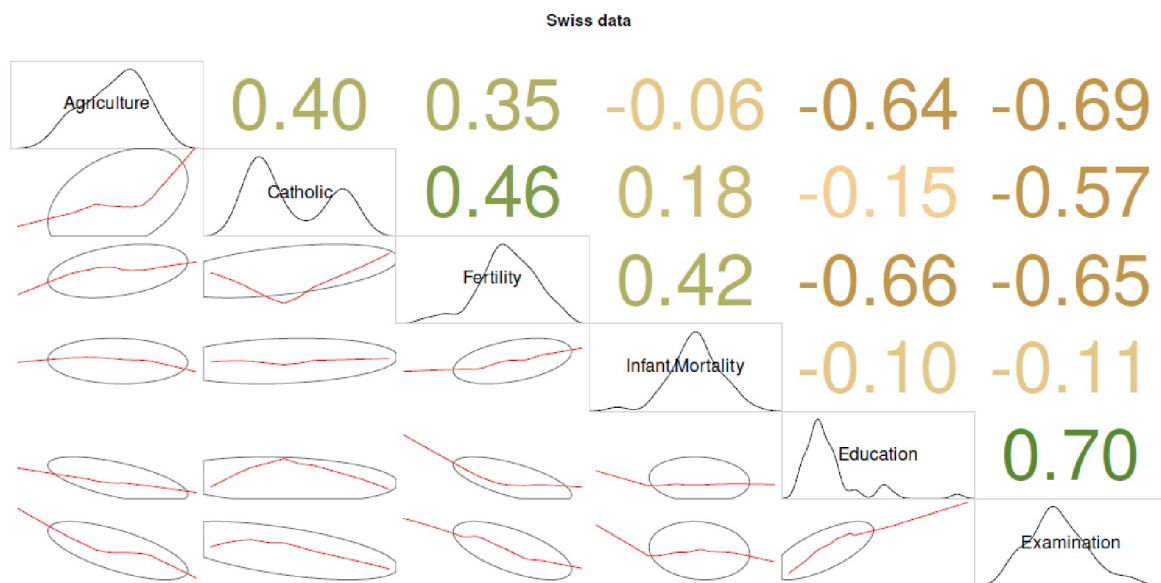 Swiss data
Agriculture 0.40 0.35 -0.06 -0.64 -0.69
Catholic 0.46 0.18 -0.15 -0.57
Fertility 0.42 -0.66 -0.65
Infant.Mortality -0.10 -0.11
Education 0.70
Examination